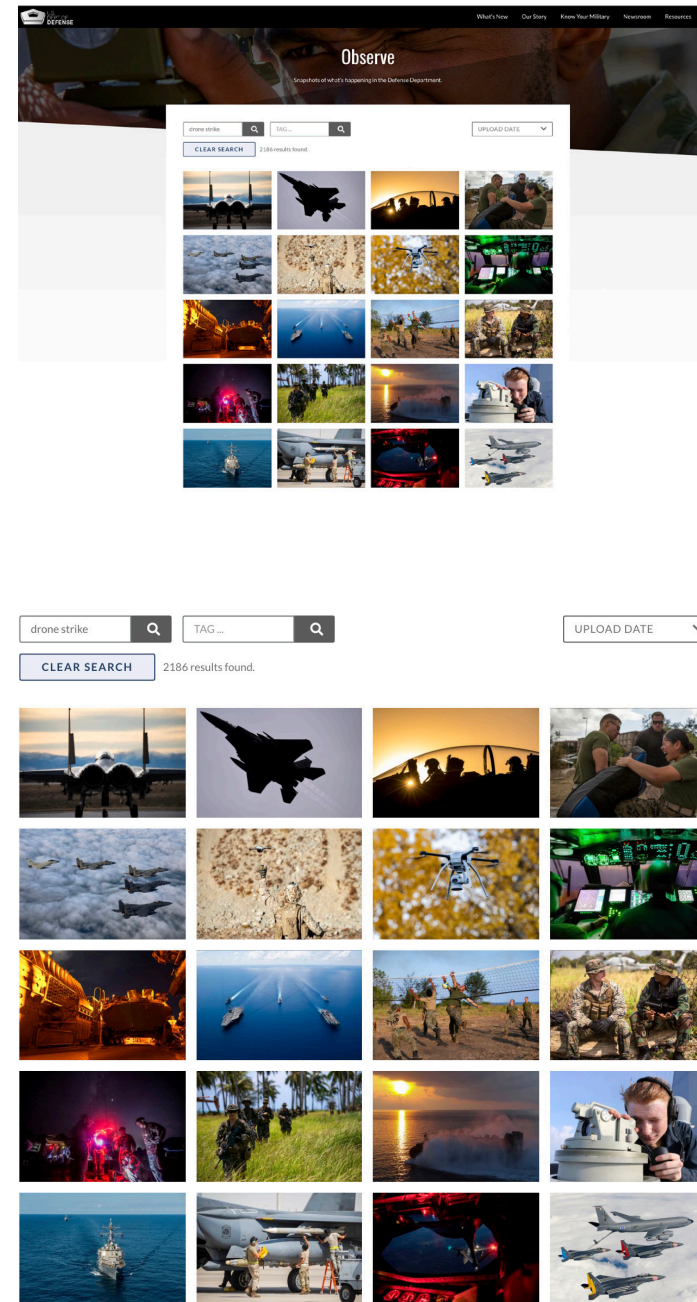 DEFENSE
What's New Our Story Know Your Military Newsroom Resources
Observe
Snapshots of what's happening in the Defense Department.
drone strike TAG ... UPLOAD DATE
CLEAR SEARCH 2186 results found.
drone strike TAG ... UPLOAD DATE
CLEAR SEARCH 2186 results found.